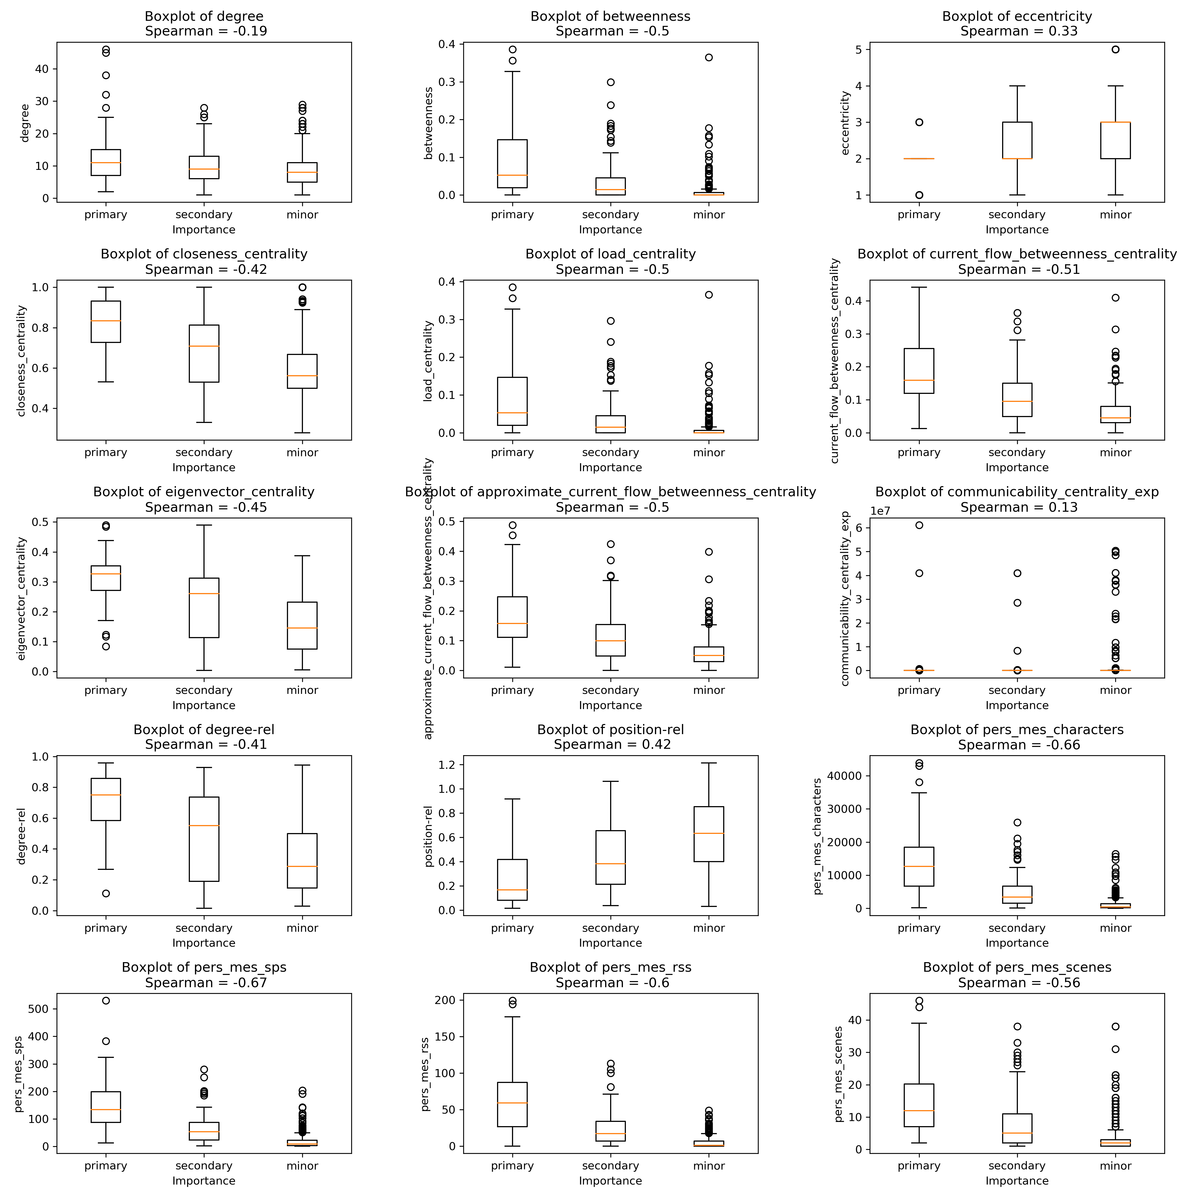 Boxplot of degree
Spearman = -0.19
degree
40
30
20
10
0
primary secondary minor
Importance
Boxplot of betweenness
Spearman = -0.5
betweenness
0.4
0.3
0.2
0.1
0.0
primary secondary minor
Importance
Boxplot of eccentricity
Spearman = 0.33
eccentricity
5
4
3
2
1
primary secondary minor
Importance
Boxplot of closeness_centrality
Spearman = -0.42
closeness_centrality
1.0
0.8
0.6
0.4
primary secondary minor
Importance
Boxplot of load_centrality
Spearman = -0.5
load_centrality
0.4
0.3
0.2
0.1
0.0
primary secondary minor
Importance
Boxplot of current_flow_betweenness_centrality
Spearman = -0.51
current_flow_betweenness_centrality
0.4
0.3
0.2
0.1
0.0
primary secondary minor
Importance
Boxplot of eigenvector_centrality
Spearman = -0.45
eigenvector_centrality
0.5
0.4
0.3
0.2
0.1
0.0
primary secondary minor
Importance
Boxplot of approximate_current_flow_betweenness_centrality
Spearman = -0.5
approximate_current_flow_betweenness_centrality
0.5
0.4
0.3
0.2
0.1
0.0
primary secondary minor
Importance
Boxplot of communicability_centrality_exp
Spearman = 0.13
communicability_centrality_exp
1e7
6
5
4
3
2
1
0
primary secondary minor
Importance
Boxplot of degree-rel
Spearman = -0.41
degree-rel
1.0
0.8
0.6
0.4
0.2
0.0
primary secondary minor
Importance
Boxplot of position-rel
Spearman = 0.42
position-rel
1.2
1.0
0.8
0.6
0.4
0.2
0.0
primary secondary minor
Importance
Boxplot of pers_mes_characters
Spearman = -0.66
pers_mes_characters
40000
30000
20000
10000
0
primary secondary minor
Importance
Boxplot of pers_mes_sps
Spearman = -0.67
pers_mes_sps
500
400
300
200
100
0
primary secondary minor
Importance
Boxplot of pers_mes_rss
Spearman = -0.6
pers_mes_rss
200
150
100
50
0
primary secondary minor
Importance
Boxplot of pers_mes_scenes
Spearman = -0.56
pers_mes_scenes
40
30
20
10
0
primary secondary minor
Importance